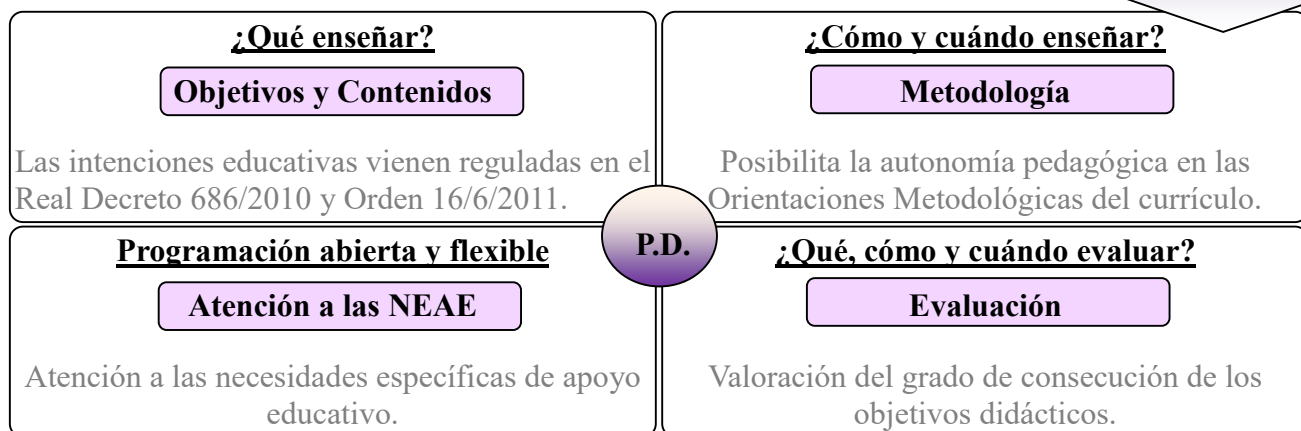 ¿Qué enseñar?
Objetivos y Contenidos
Las intenciones educativas vienen reguladas en el
Real Decreto 686/2010 y Orden 16/6/2011.
¿Cómo y cuándo enseñar?
Metodología
Posibilita la autonomía pedagógica en las
Orientaciones Metodológicas del currículo.
P.D.
Programación abierta y flexible
Atención a las NEAE
Atención a las necesidades específicas de apoyo
educativo.
¿Qué, cómo y cuándo evaluar?
Evaluación
Valoración del grado de consecución de los
objetivos didácticos.